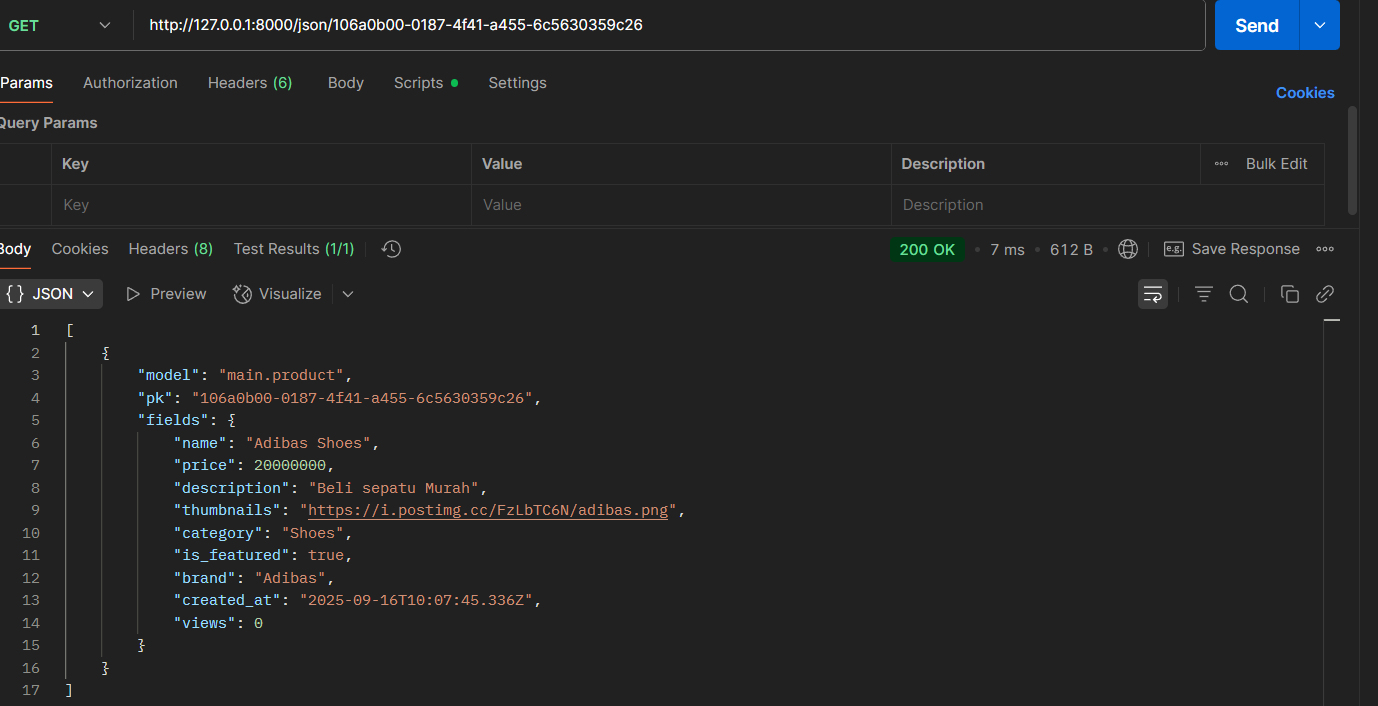 GET http://127.0.0.1:8000/json/106a0b00-0187-4f41-a455-6c5630359c26 Send
Params Authorization Headers (6) Body Scripts Settings
Cookies
Query Params
Key Value Description Bulk Edit
Key Value Description
Body Cookies Headers (8) Test Results (1/1) 200 OK 7 ms 612 B e.g. Save Response
{} JSON Preview Visualize
1 [
2 {
3 "model": "main.product",
4 "pk": "106a0b00-0187-4f41-a455-6c5630359c26",
5 "fields": {
6 "name": "Adibas Shoes",
7 "price": 20000000,
8 "description": "Beli sepatu Murah",
9 "thumbnails": "https://i.postimg.cc/FzLbTC6N/adibas.png",
10 "category": "Shoes",
11 "is_featured": true,
12 "brand": "Adibas",
13 "created_at": "2025-09-16T10:07:45.336Z",
14 "views": 0
15 }
16 }
17 ]